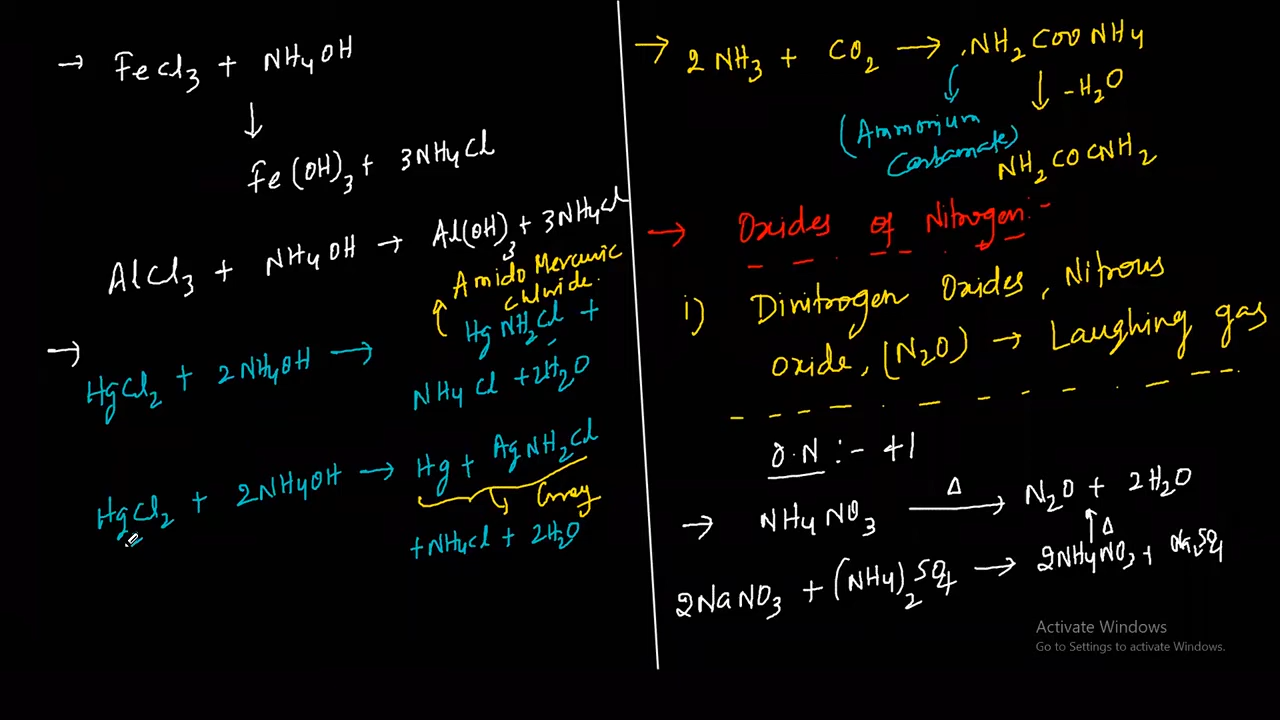 → FeCl3 + NH4OH
↓
Fe(OH)3 + 3NH4Cl
AlCl3 + NH4OH → Al(OH)3 + 3NH4Cl
Amido Mercuric
chloride.
→ HgCl2 + 2NH4OH → HgNH2Cl +
NH4Cl + 2H2O
HgCl2 + 2NH4OH → Hg + AgNH2Cl
Grey
+ NH4Cl + 2H2O
→ 2NH3 + CO2 → NH2COONH4
↓ -H2O
(Ammonium
Carbamate)
NH2COCNH2
→ Oxides of Nitrogen:-
i) Dinitrogen Oxides, Nitrous
oxide, (N2O) → Laughing gas
O.N :- +1
→ NH4NO3 Δ→ N2O + 2H2O
↑Δ
2NaNO3 + (NH4)2SO4 → 2NH4NO3 + Na2SO4
Activate Windows
Go to Settings to activate Windows.